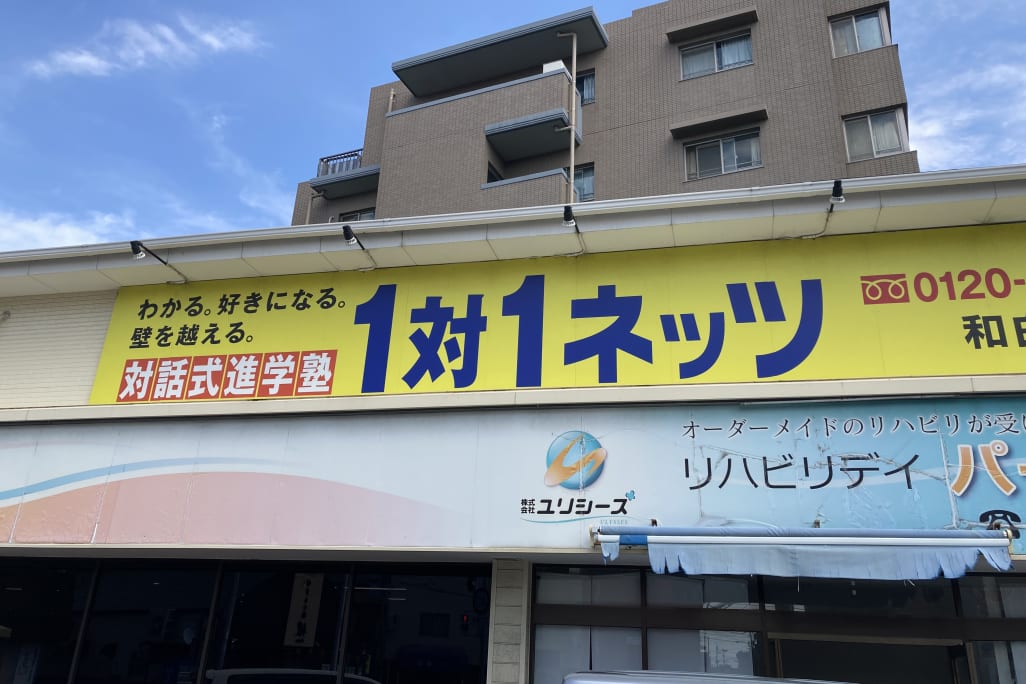 わかる。好きになる。
壁を越える。
対話式進学塾
1対1ネッツ
0120-
和
株式会社
ユリシーズ
ULYSSES
オーダーメイドのリハビリが受け
リハビリデイ パー